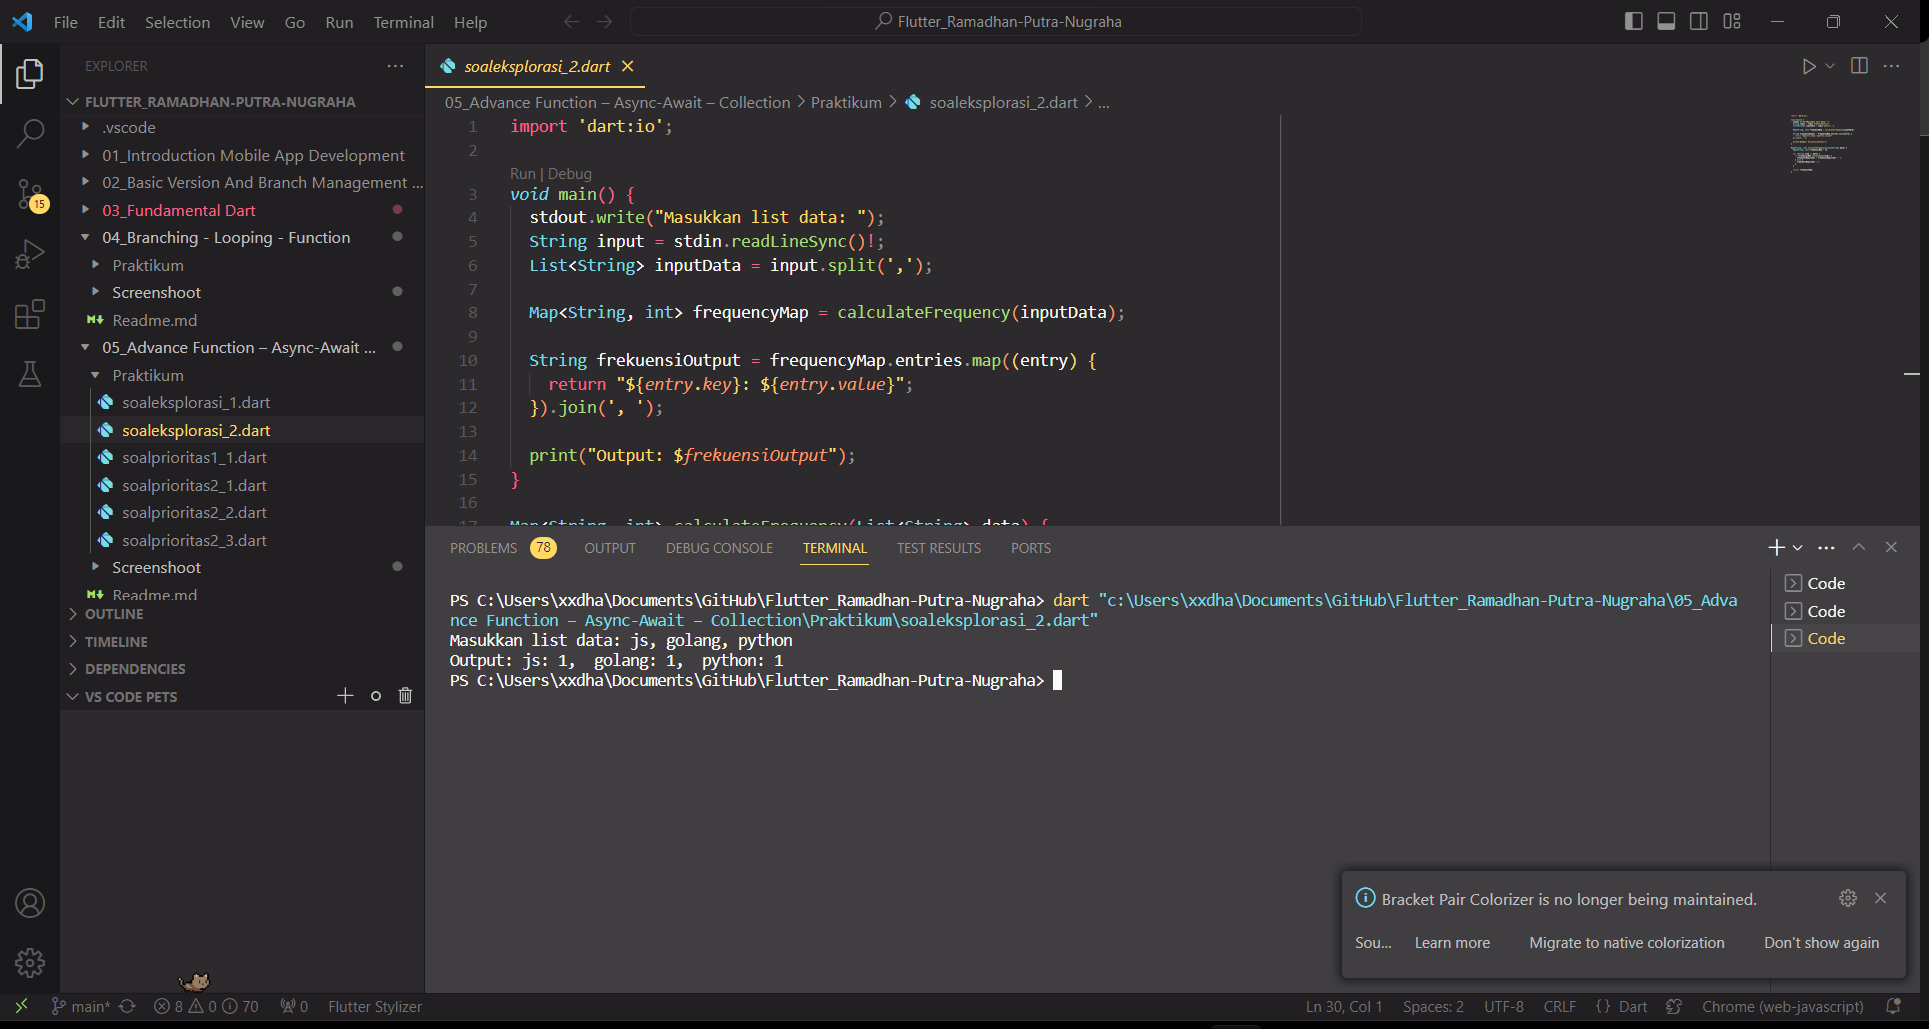 File Edit Selection View Go Run Terminal Help
Flutter_Ramadhan-Putra-Nugraha
EXPLORER
FLUTTER_RAMADHAN-PUTRA-NUGRAHA
.vscode
01_Introduction Mobile App Development
02_Basic Version And Branch Management ...
03_Fundamental Dart
04_Branching - Looping - Function
Praktikum
Screenshoot
Readme.md
05_Advance Function – Async-Await ...
Praktikum
soaleksplorasi_1.dart
soaleksplorasi_2.dart
soalprioritas1_1.dart
soalprioritas2_1.dart
soalprioritas2_2.dart
soalprioritas2_3.dart
Screenshoot
Readme.md
OUTLINE
TIMELINE
DEPENDENCIES
VS CODE PETS
15
soaleksplorasi_2.dart
05_Advance Function – Async-Await – Collection > Praktikum > soaleksplorasi_2.dart > ...
1 import 'dart:io';
2
Run | Debug
3 void main() {
4 stdout.write("Masukkan list data: ");
5 String input = stdin.readLineSync()!;
6 List<String> inputData = input.split(',');
7
8 Map<String, int> frequencyMap = calculateFrequency(inputData);
9
10 String frekuensiOutput = frequencyMap.entries.map((entry) {
11 return "${entry.key}: ${entry.value}";
12 }).join(', ');
13
14 print("Output: $frekuensiOutput");
15 }
16
17 Map<String, int> calculateFrequency(List<String> data) {
PROBLEMS 78 OUTPUT DEBUG CONSOLE TERMINAL TEST RESULTS PORTS
PS C:\Users\xxdha\Documents\GitHub\Flutter_Ramadhan-Putra-Nugraha> dart "c:\Users\xxdha\Documents\GitHub\Flutter_Ramadhan-Putra-Nugraha\05_Adva
nce Function – Async-Await – Collection\Praktikum\soaleksplorasi_2.dart"
Masukkan list data: js, golang, python
Output: js: 1,  golang: 1,  python: 1
PS C:\Users\xxdha\Documents\GitHub\Flutter_Ramadhan-Putra-Nugraha>
Code
Code
Code
Bracket Pair Colorizer is no longer being maintained.
Sou... Learn more Migrate to native colorization Don't show again
main* 8 0 70 0 Flutter Stylizer
Ln 30, Col 1 Spaces: 2 UTF-8 CRLF {} Dart Chrome (web-javascript)